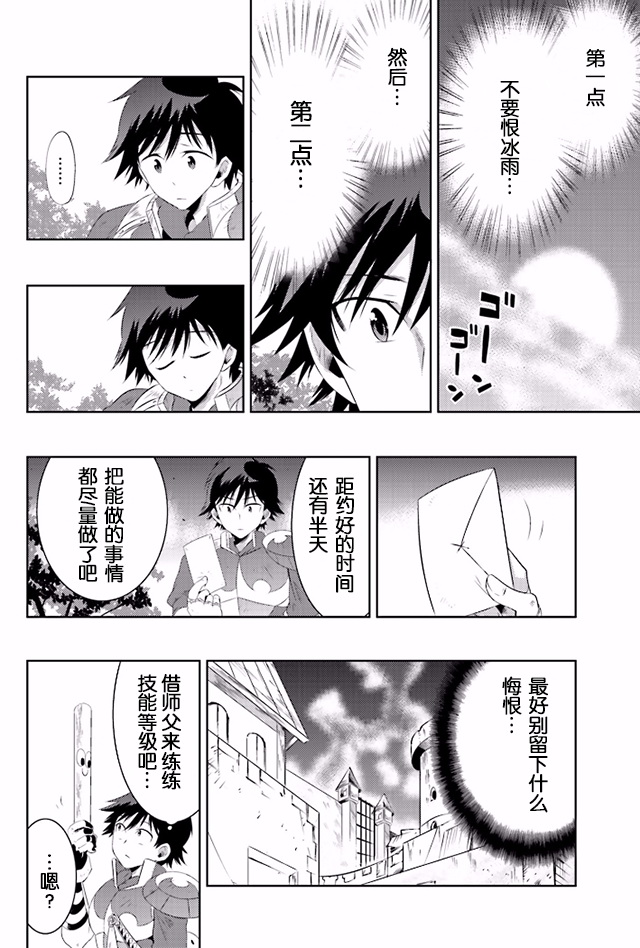 第一点
不要恨冰雨…
ゴーン
ゴーン
然后…
第二点
……
距约好的时间
还有半天
把能做的事情
都尽量做了吧
最好别留下什么
悔恨…
借师父来练练
技能等级吧…
…嗯?